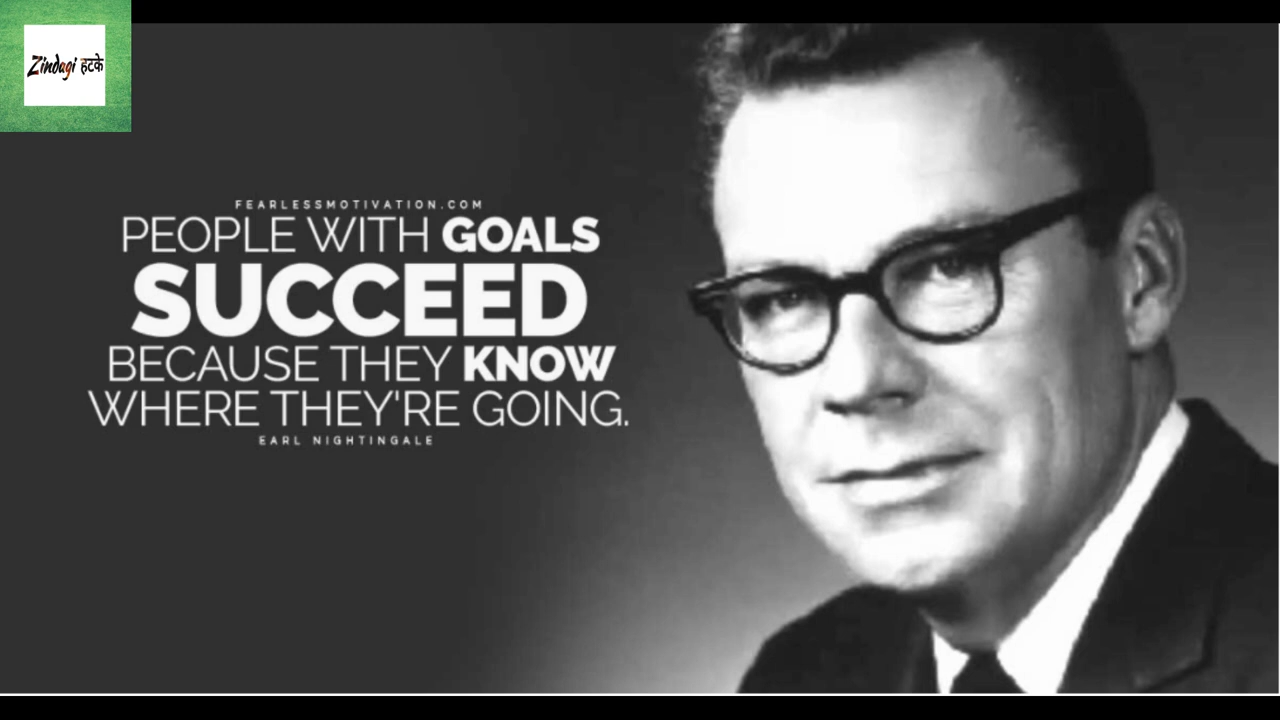 Zindagi हटके
FEARLESSMOTIVATION.COM
PEOPLE WITH GOALS
SUCCEED
BECAUSE THEY KNOW
WHERE THEY'RE GOING.
EARL NIGHTINGALE